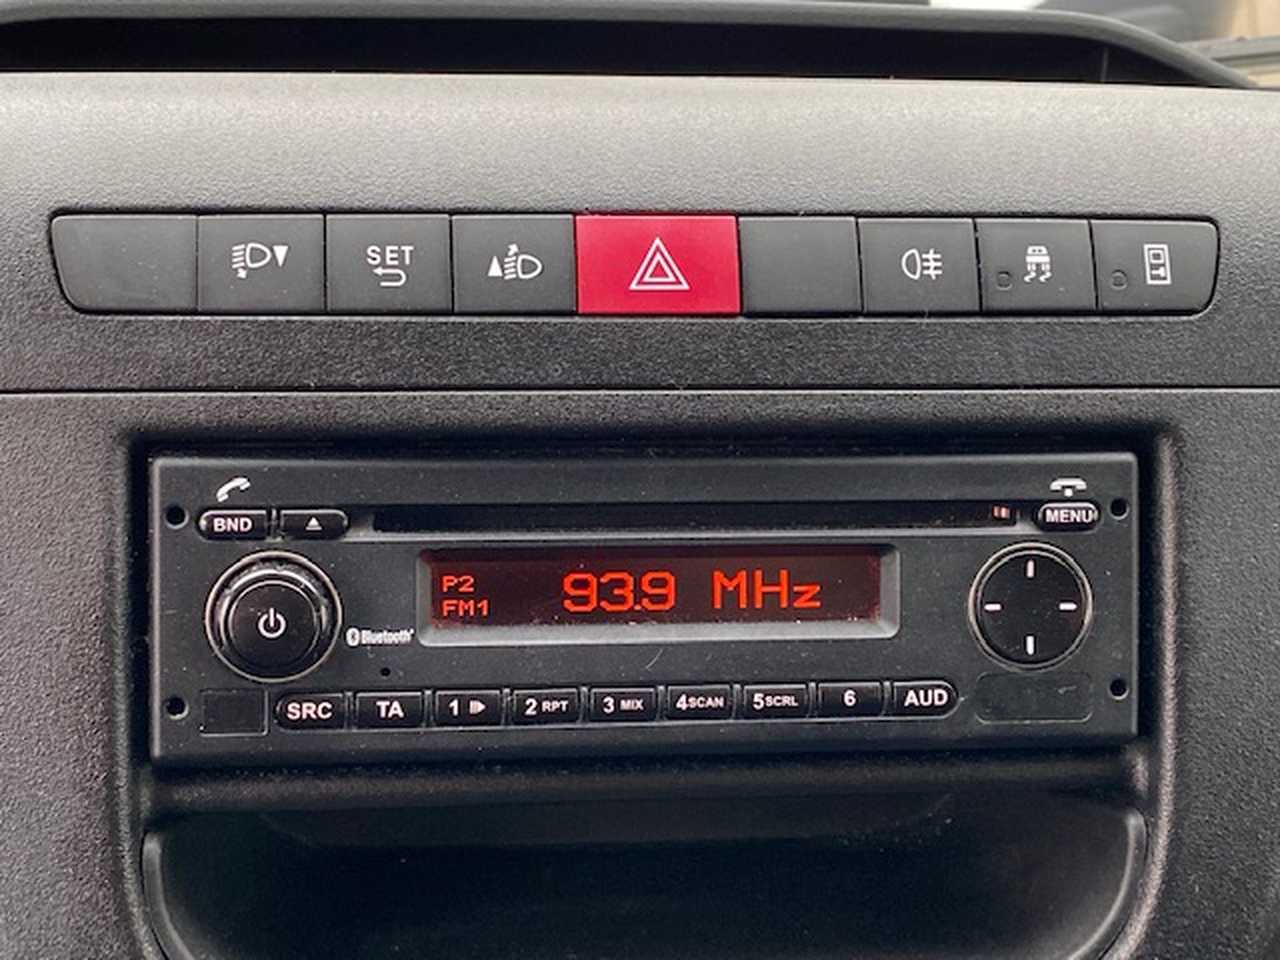 SET
BND
MENU
P2
93.9 MHz
FM1
Bluetooth
SRC TA 1 2 RPT 3 MIX 4 SCAN 5 SCRL 6 AUD